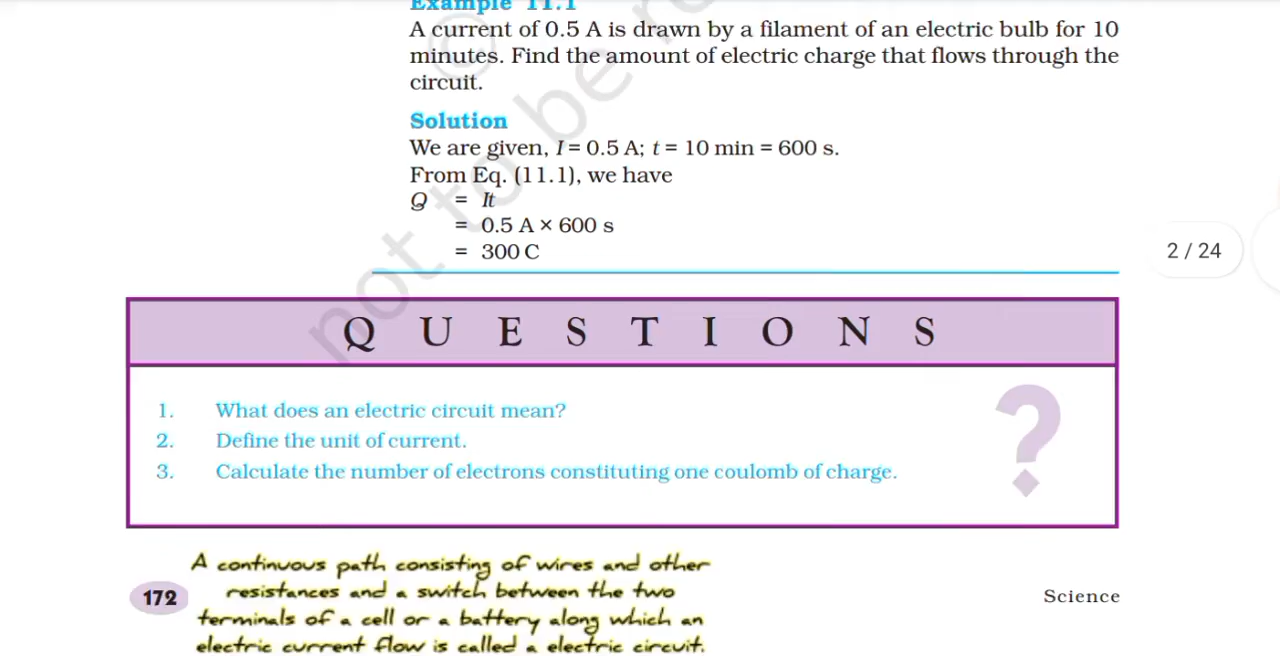 Example 11.1
A current of 0.5 A is drawn by a filament of an electric bulb for 10
minutes. Find the amount of electric charge that flows through the
circuit.
Solution
We are given, I = 0.5 A; t = 10 min = 600 s.
From Eq. (11.1), we have
Q = It
= 0.5 A × 600 s
= 300 C
2 / 24
QUESTIONS
?
1. What does an electric circuit mean?
2. Define the unit of current.
3. Calculate the number of electrons constituting one coulomb of charge.
A continuous path consisting of wires and other
resistances and a switch between the two
terminals of a cell or a battery along which an
electric current flow is called a electric circuit.
172
Science
© not to be re